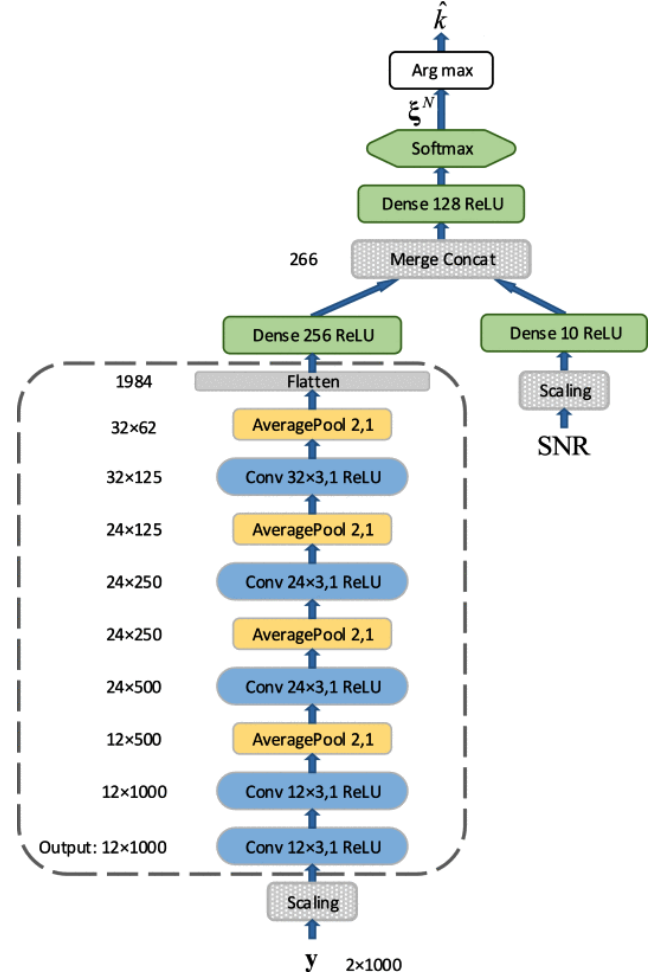 k̂
Arg max
ξᴺ
Softmax
Dense 128 ReLU
266 Merge Concat
Dense 256 ReLU Dense 10 ReLU
1984 Flatten Scaling
32×62 AveragePool 2,1
SNR
32×125 Conv 32×3,1 ReLU
24×125 AveragePool 2,1
24×250 Conv 24×3,1 ReLU
24×250 AveragePool 2,1
24×500 Conv 24×3,1 ReLU
12×500 AveragePool 2,1
12×1000 Conv 12×3,1 ReLU
Output: 12×1000 Conv 12×3,1 ReLU
Scaling
y 2×1000